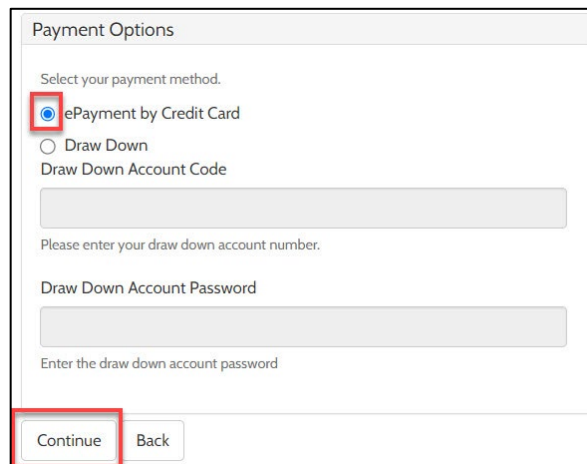 Payment Options
Select your payment method.
ePayment by Credit Card
Draw Down
Draw Down Account Code
Please enter your draw down account number.
Draw Down Account Password
Enter the draw down account password
Continue Back